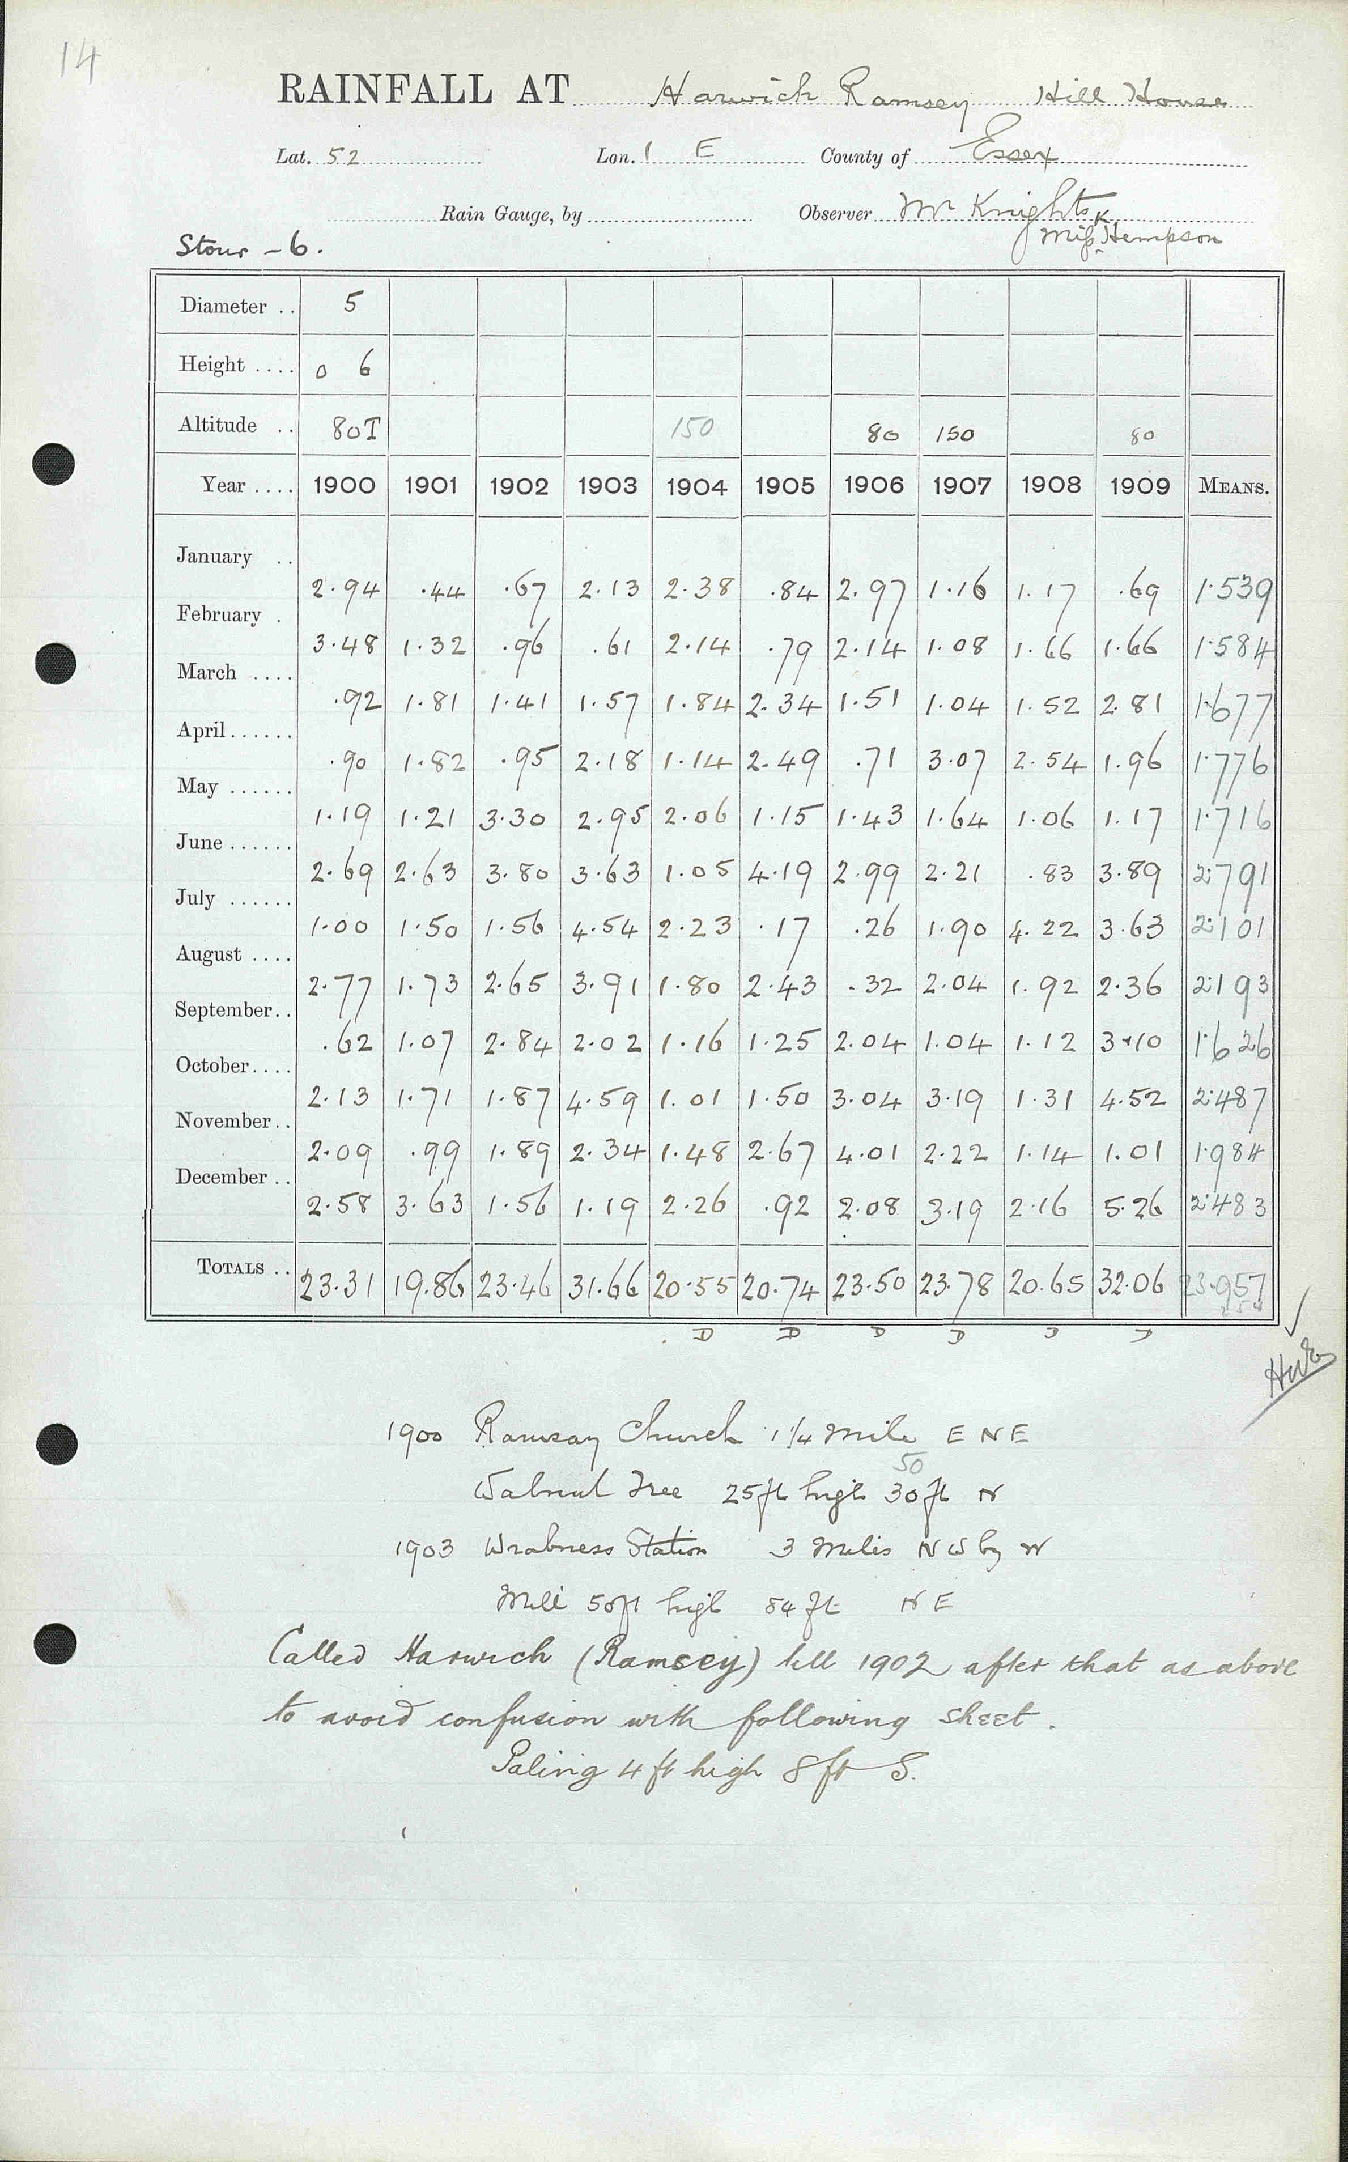 14
RAINFALL AT Harwich Ramsey Hill House
Lat. 52 Lon. 1 E County of Essex
Rain Gauge, by Observer Mr Knights K
Miss Hempson
Stour - 6.
Diameter .. 5
Height .... 0 6
Altitude .. 80T 150 80 150 80
Year .... 1900 1901 1902 1903 1904 1905 1906 1907 1908 1909 MEANS.
January .. 2.94 .44 .67 2.13 2.38 .84 2.97 1.16 1.17 .69 1.539
February . 3.48 1.32 .96 .61 2.14 .79 2.14 1.08 1.66 1.66 1.584
March .... .92 1.81 1.41 1.57 1.84 2.34 1.51 1.04 1.52 2.81 1.677
April...... .90 1.82 .95 2.18 1.14 2.49 .71 3.07 2.54 1.96 1.776
May ...... 1.19 1.21 3.30 2.95 2.06 1.15 1.43 1.64 1.06 1.17 1.716
June ...... 2.69 2.63 3.80 3.63 1.05 4.19 2.99 2.21 .83 3.89 2.791
July ...... 1.00 1.50 1.56 4.54 2.23 .17 .26 1.90 4.22 3.63 2.101
August .... 2.77 1.73 2.65 3.91 1.80 2.43 .32 2.04 1.92 2.36 2.193
September.. .62 1.07 2.84 2.02 1.16 1.25 2.04 1.04 1.12 3.10 1.626
October.... 2.13 1.71 1.87 4.59 1.01 1.50 3.04 3.19 1.31 4.52 2.487
November.. 2.09 .99 1.89 2.34 1.48 2.67 4.01 2.22 1.14 1.01 1.984
December .. 2.58 3.63 1.56 1.19 2.26 .92 2.08 3.19 2.16 5.26 2.483
TOTALS .. 23.31 19.86 23.46 31.66 20.55 20.74 23.50 23.78 20.65 32.06 23.957
D D D D D D
1900 Ramsay Church 1 1/4 mile E N E
50
Walnut Tree 25ft high 30ft N
1903 Wrabness Station 3 miles NW by W
Mill 50ft high 84 ft N E
Called Harwich (Ramsey) till 1902 after that as above
to avoid confusion with following sheet.
Paling 4 ft high 8 ft S.